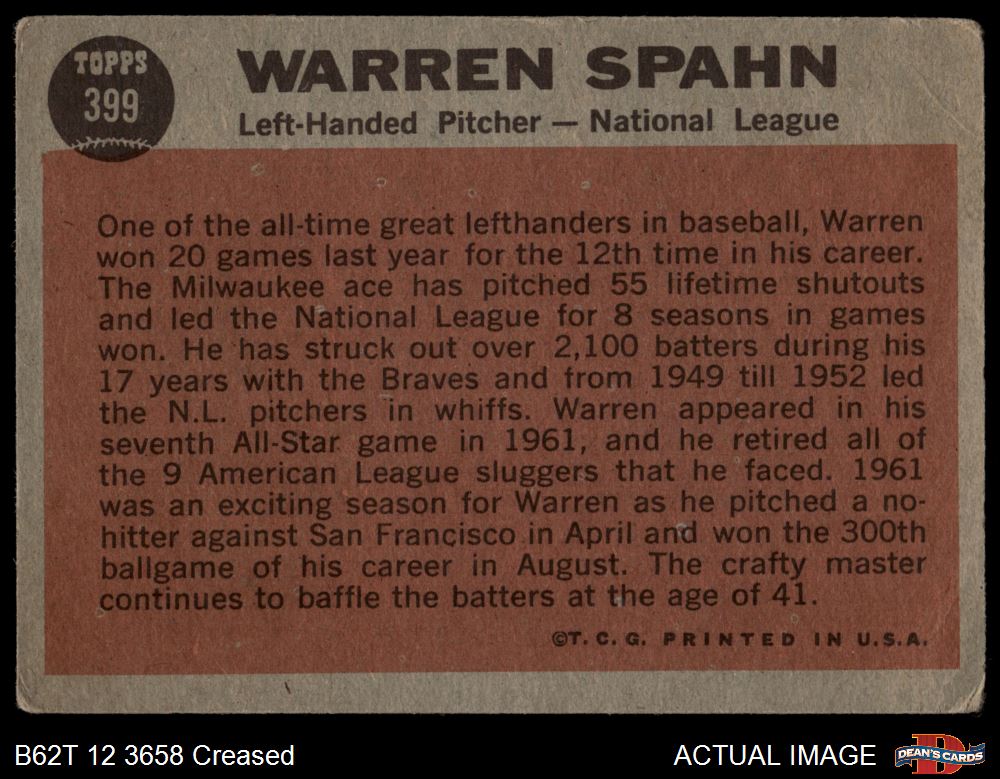 TOPPS
399
WARREN SPAHN
Left-Handed Pitcher — National League
One of the all-time great lefthanders in baseball, Warren
won 20 games last year for the 12th time in his career.
The Milwaukee ace has pitched 55 lifetime shutouts
and led the National League for 8 seasons in games
won. He has struck out over 2,100 batters during his
17 years with the Braves and from 1949 till 1952 led
the N.L. pitchers in whiffs. Warren appeared in his
seventh All-Star game in 1961, and he retired all of
the 9 American League sluggers that he faced. 1961
was an exciting season for Warren as he pitched a no-
hitter against San Francisco in April and won the 300th
ballgame of his career in August. The crafty master
continues to baffle the batters at the age of 41.
©T. C. G. PRINTED IN U.S.A.
B62T 12 3658 Creased
ACTUAL IMAGE
DEAN'S CARDS